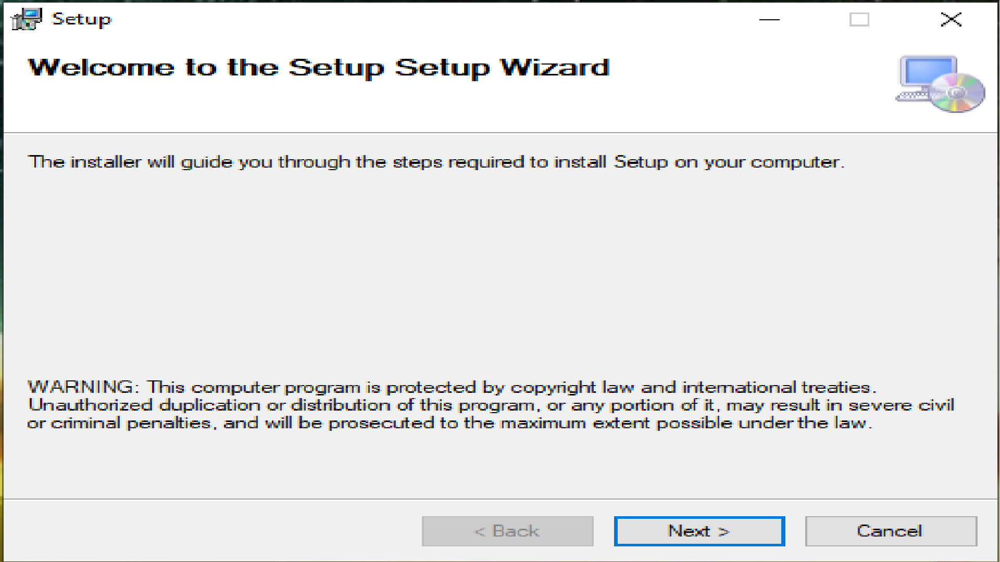 Setup
Welcome to the Setup Setup Wizard
The installer will guide you through the steps required to install Setup on your computer.
WARNING: This computer program is protected by copyright law and international treaties.
Unauthorized duplication or distribution of this program, or any portion of it, may result in severe civil
or criminal penalties, and will be prosecuted to the maximum extent possible under the law.
< Back
Next >
Cancel